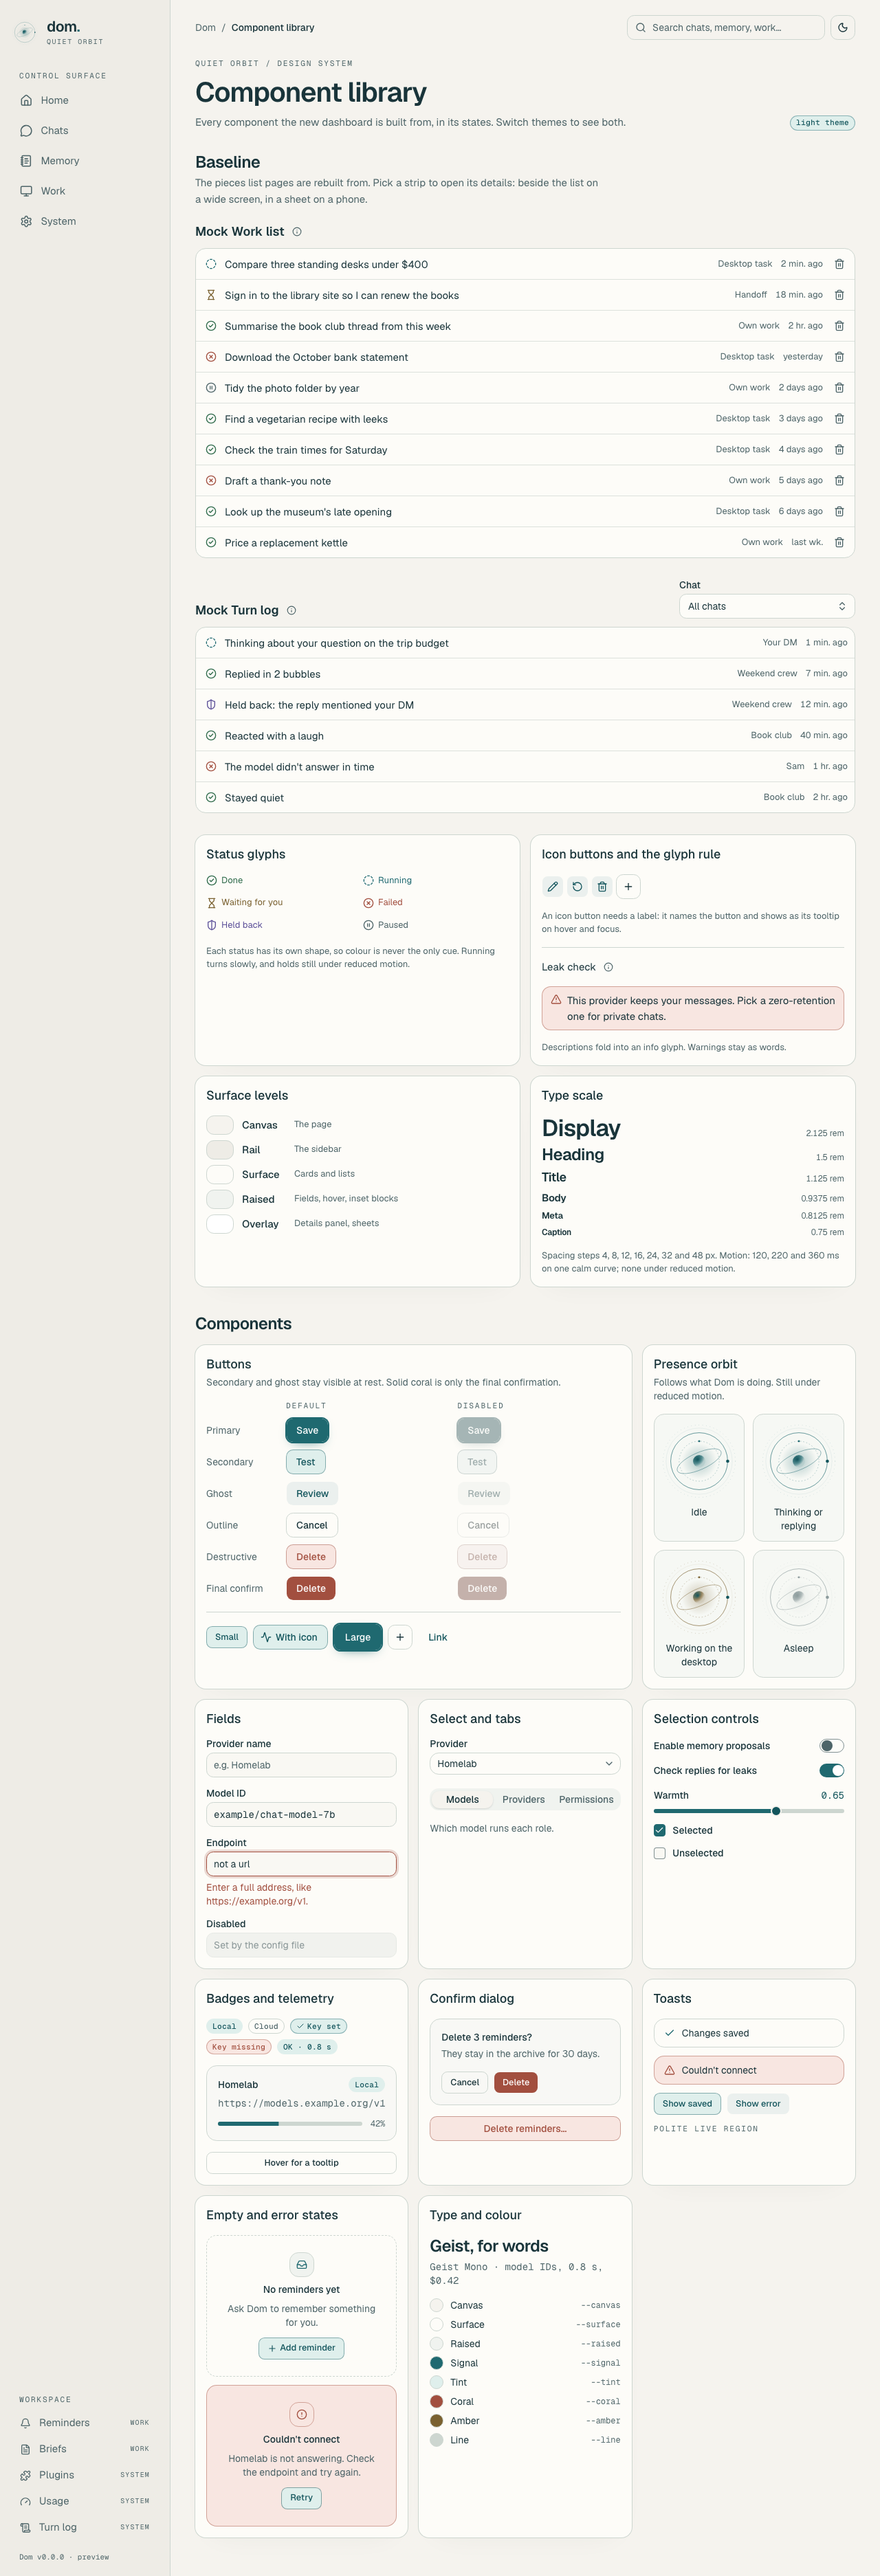 dom.
QUIET ORBIT
CONTROL SURFACE
Home
Chats
Memory
Work
System
Dom / Component library
Search chats, memory, work…
QUIET ORBIT / DESIGN SYSTEM
Component library
Every component the new dashboard is built from, in its states. Switch themes to see both.
light theme
Baseline
The pieces list pages are rebuilt from. Pick a strip to open its details: beside the list on
a wide screen, in a sheet on a phone.
Mock Work list
Compare three standing desks under $400 Desktop task 2 min. ago
Sign in to the library site so I can renew the books Handoff 18 min. ago
Summarise the book club thread from this week Own work 2 hr. ago
Download the October bank statement Desktop task yesterday
Tidy the photo folder by year Own work 2 days ago
Find a vegetarian recipe with leeks Desktop task 3 days ago
Check the train times for Saturday Desktop task 4 days ago
Draft a thank-you note Own work 5 days ago
Look up the museum's late opening Desktop task 6 days ago
Price a replacement kettle Own work last wk.
Mock Turn log
Chat
All chats
Thinking about your question on the trip budget Your DM 1 min. ago
Replied in 2 bubbles Weekend crew 7 min. ago
Held back: the reply mentioned your DM Weekend crew 12 min. ago
Reacted with a laugh Book club 40 min. ago
The model didn't answer in time Sam 1 hr. ago
Stayed quiet Book club 2 hr. ago
Status glyphs
Done Running
Waiting for you Failed
Held back Paused
Each status has its own shape, so colour is never the only cue. Running
turns slowly, and holds still under reduced motion.
Icon buttons and the glyph rule
An icon button needs a label: it names the button and shows as its tooltip
on hover and focus.
Leak check
This provider keeps your messages. Pick a zero-retention
one for private chats.
Descriptions fold into an info glyph. Warnings stay as words.
Surface levels
Canvas The page
Rail The sidebar
Surface Cards and lists
Raised Fields, hover, inset blocks
Overlay Details panel, sheets
Type scale
Display 2.125 rem
Heading 1.5 rem
Title 1.125 rem
Body 0.9375 rem
Meta 0.8125 rem
Caption 0.75 rem
Spacing steps 4, 8, 12, 16, 24, 32 and 48 px. Motion: 120, 220 and 360 ms
on one calm curve; none under reduced motion.
Components
Buttons
Secondary and ghost stay visible at rest. Solid coral is only the final confirmation.
DEFAULT DISABLED
Primary Save Save
Secondary Test Test
Ghost Review Review
Outline Cancel Cancel
Destructive Delete Delete
Final confirm Delete Delete
Small With icon Large Link
Presence orbit
Follows what Dom is doing. Still under
reduced motion.
Idle
Thinking or
replying
Working on the
desktop
Asleep
Fields
Provider name
e.g. Homelab
Model ID
example/chat-model-7b
Endpoint
not a url
Enter a full address, like
https://example.org/v1.
Disabled
Set by the config file
Select and tabs
Provider
Homelab
Models Providers Permissions
Which model runs each role.
Selection controls
Enable memory proposals
Check replies for leaks
Warmth 0.65
Selected
Unselected
Badges and telemetry
Local Cloud Key set
Key missing OK · 0.8 s
Homelab Local
https://models.example.org/v1
42%
Hover for a tooltip
Confirm dialog
Delete 3 reminders?
They stay in the archive for 30 days.
Cancel Delete
Delete reminders…
Toasts
Changes saved
Couldn't connect
Show saved Show error
POLITE LIVE REGION
Empty and error states
No reminders yet
Ask Dom to remember something
for you.
Add reminder
Couldn't connect
Homelab is not answering. Check
the endpoint and try again.
Retry
Type and colour
Geist, for words
Geist Mono · model IDs, 0.8 s,
$0.42
Canvas --canvas
Surface --surface
Raised --raised
Signal --signal
Tint --tint
Coral --coral
Amber --amber
Line --line
WORKSPACE
Reminders WORK
Briefs WORK
Plugins SYSTEM
Usage SYSTEM
Turn log SYSTEM
Dom v0.0.0 · preview